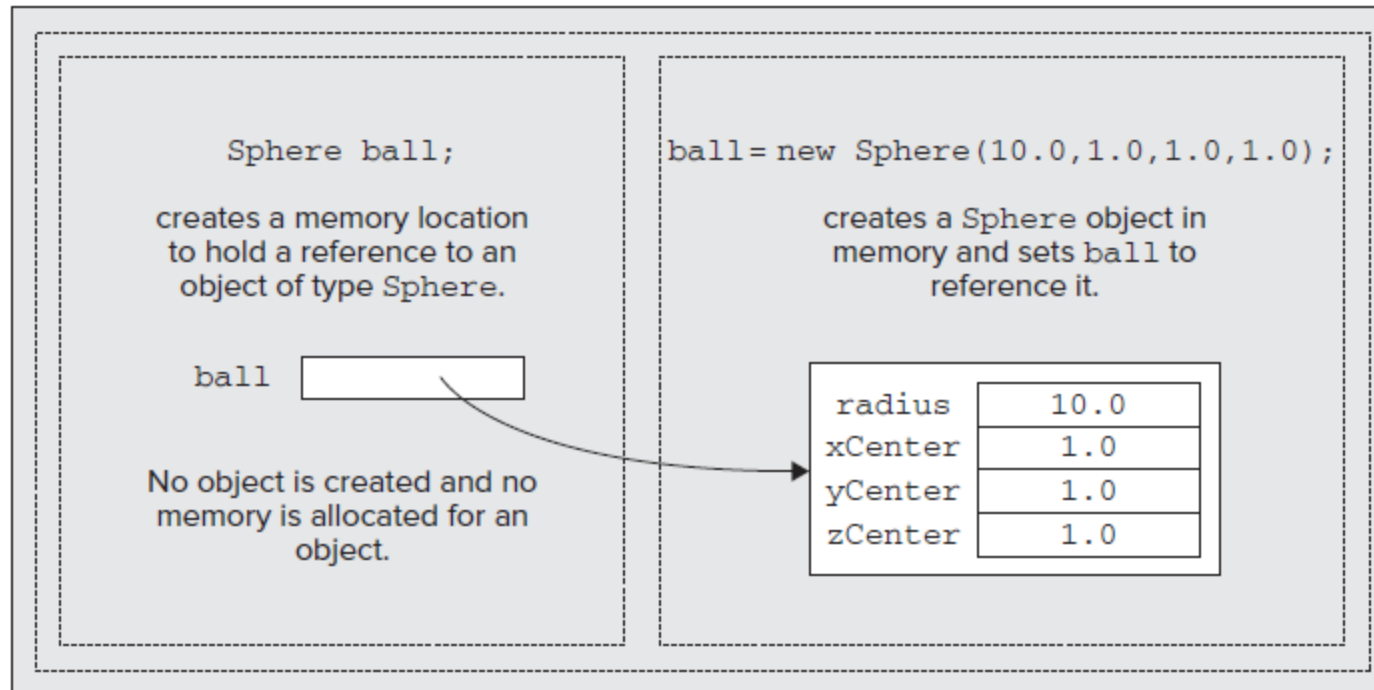 Sphere ball;
creates a memory location
to hold a reference to an
object of type Sphere.
ball
No object is created and no
memory is allocated for an
object.
ball= new Sphere(10.0,1.0,1.0,1.0);
creates a Sphere object in
memory and sets ball to
reference it.
radius 10.0
xCenter 1.0
yCenter 1.0
zCenter 1.0